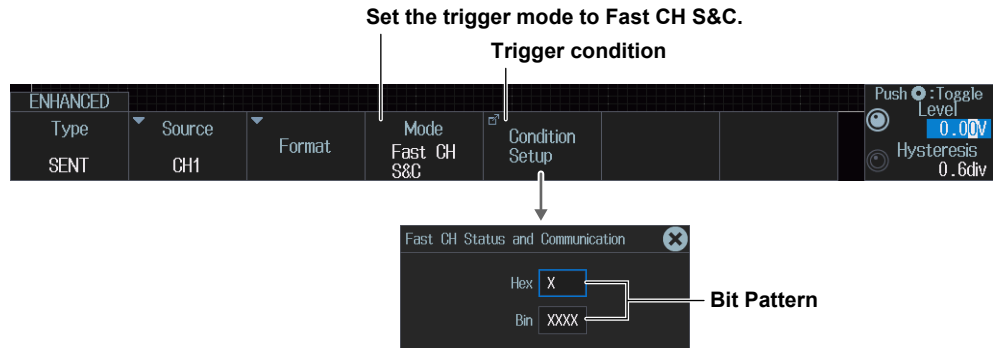 Set the trigger mode to Fast CH S&C.
Trigger condition
ENHANCED
Type
SENT
Source
CH1
Format
Mode
Fast CH
S&C
Condition
Setup
Push :Toggle
Level
0.00V
Hysteresis
0.6div
Fast CH Status and Communication
Hex X
Bin XXXX
Bit Pattern